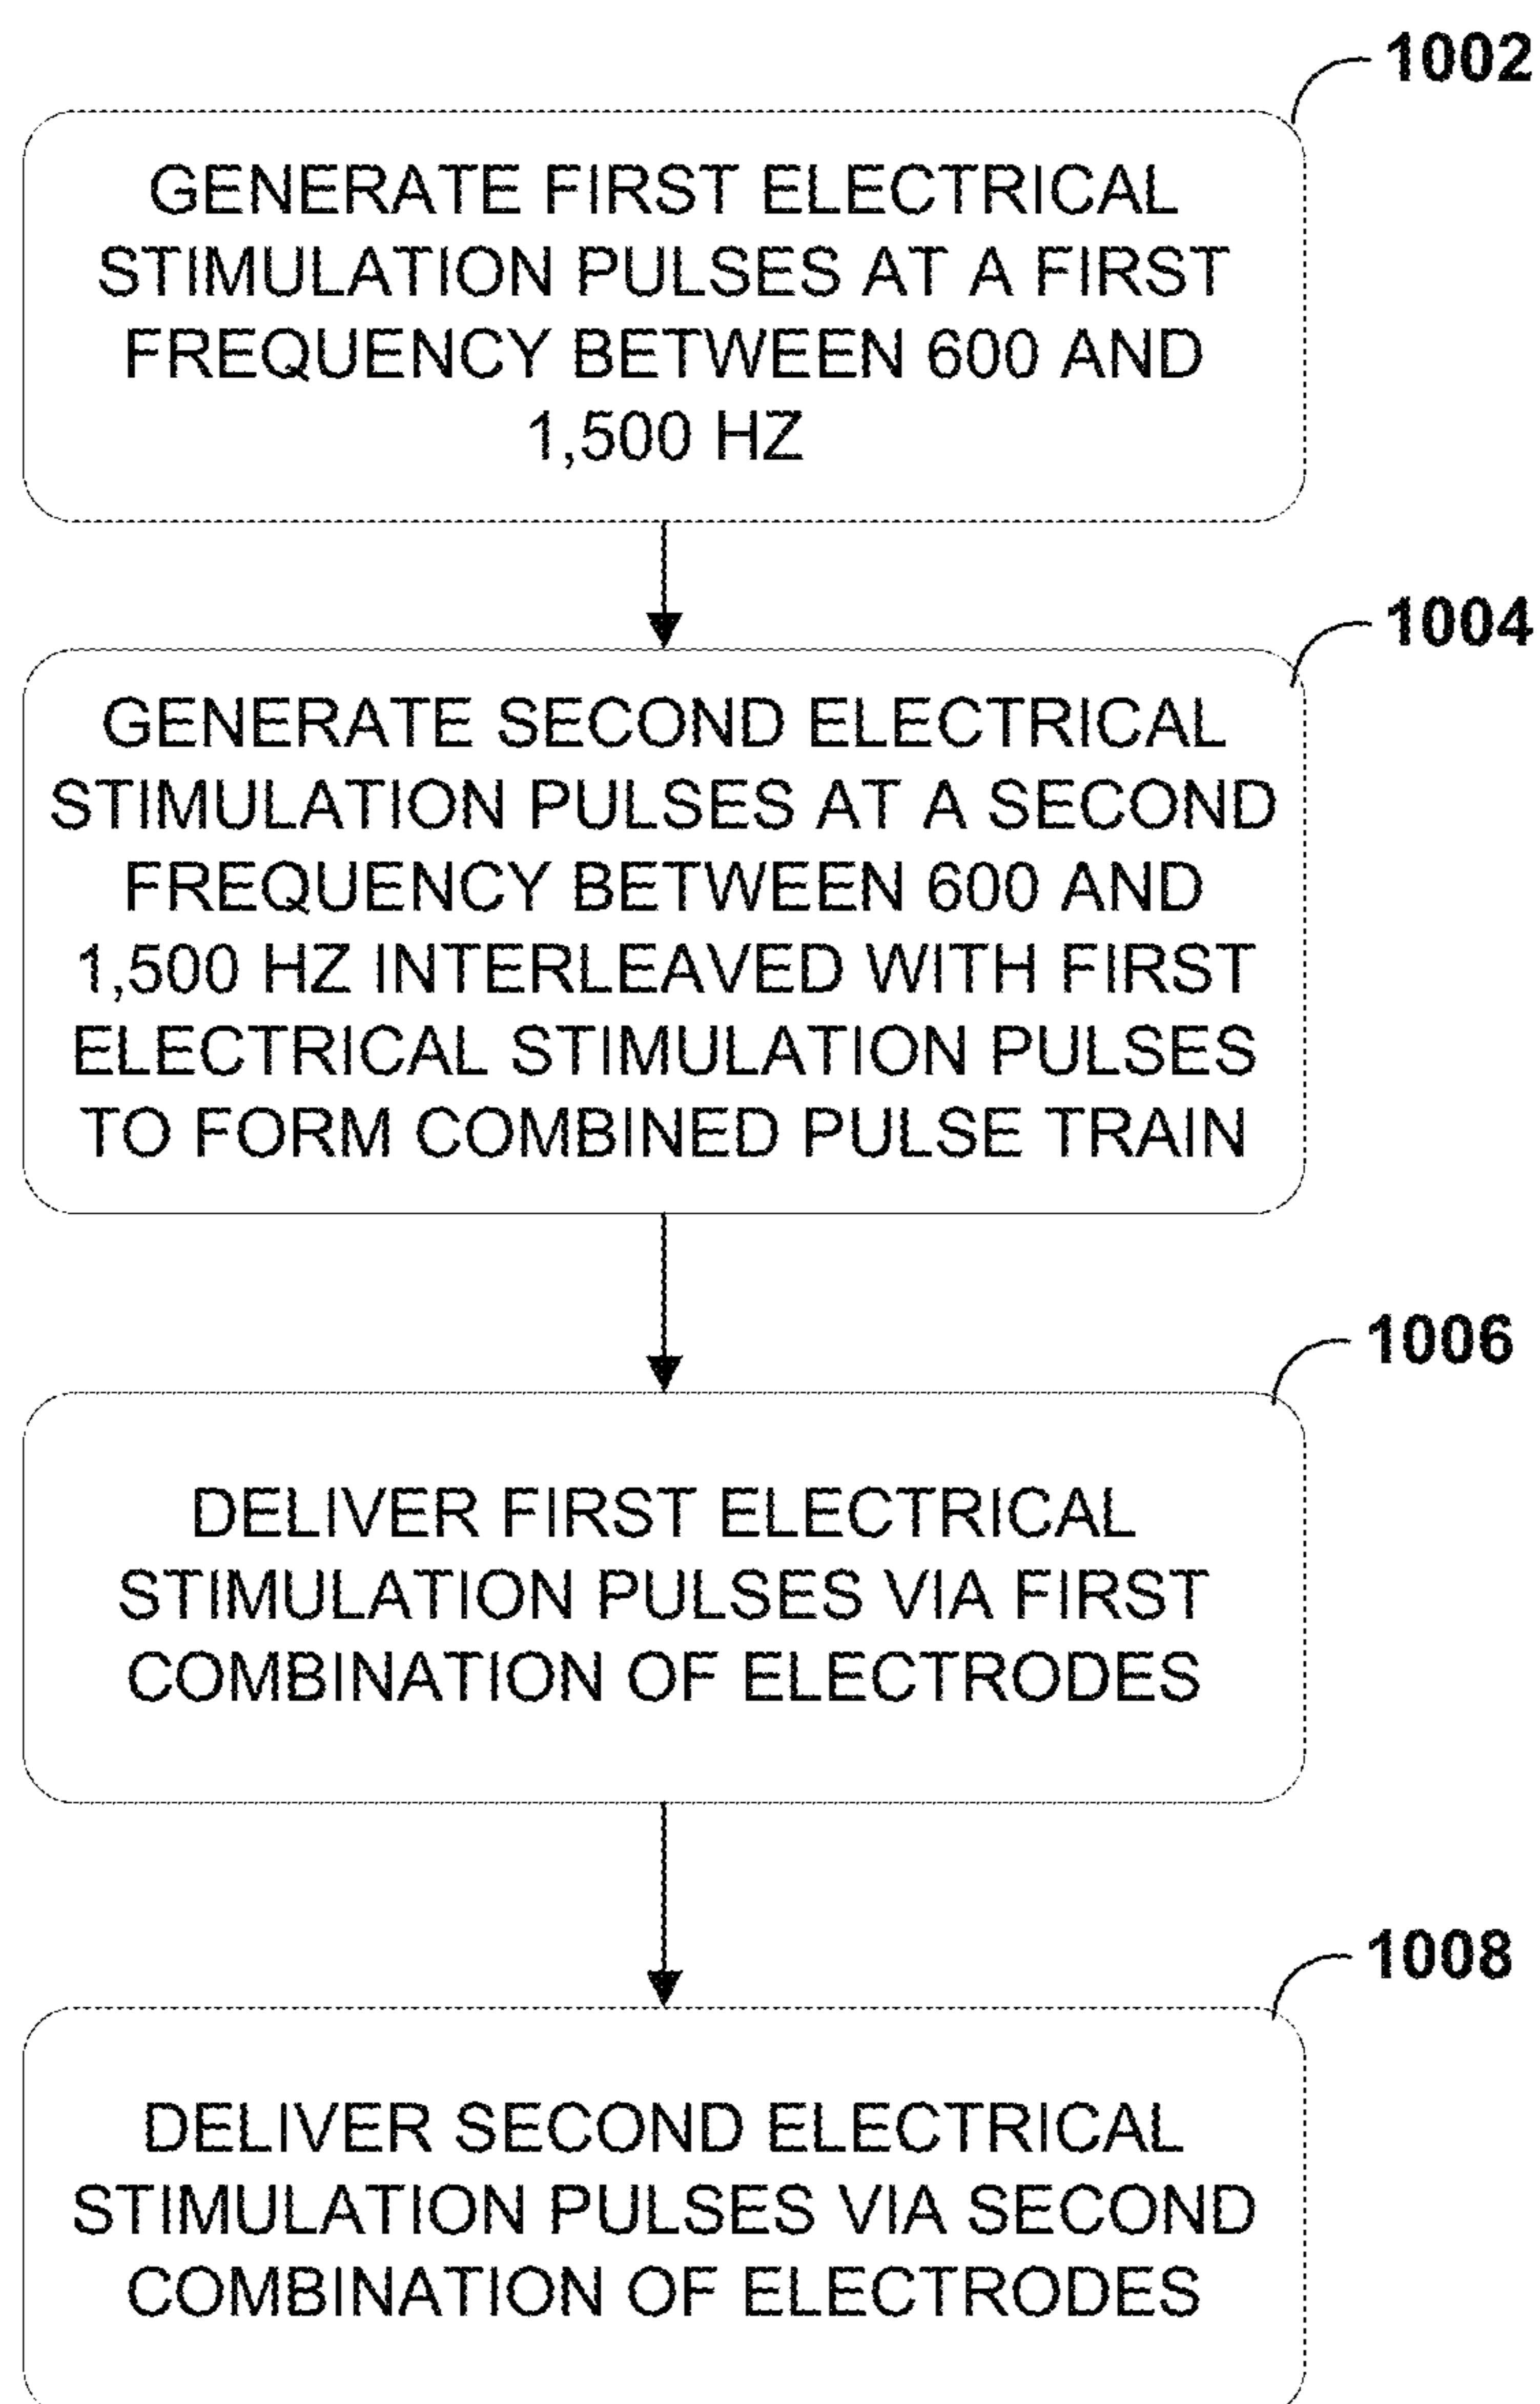 1002
GENERATE FIRST ELECTRICAL
STIMULATION PULSES AT A FIRST
FREQUENCY BETWEEN 600 AND
1,500 HZ
1004
GENERATE SECOND ELECTRICAL
STIMULATION PULSES AT A SECOND
FREQUENCY BETWEEN 600 AND
1,500 HZ INTERLEAVED WITH FIRST
ELECTRICAL STIMULATION PULSES
TO FORM COMBINED PULSE TRAIN
1006
DELIVER FIRST ELECTRICAL
STIMULATION PULSES VIA FIRST
COMBINATION OF ELECTRODES
1008
DELIVER SECOND ELECTRICAL
STIMULATION PULSES VIA SECOND
COMBINATION OF ELECTRODES